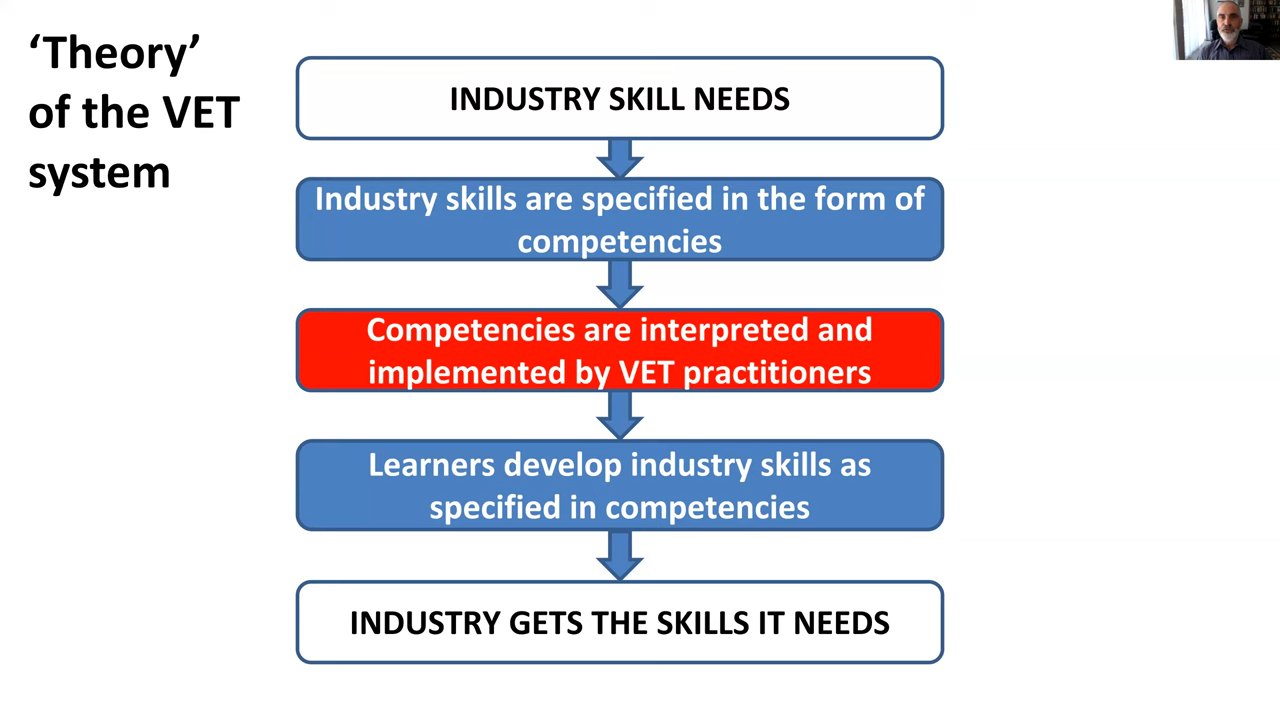 ‘Theory’
of the VET
system
INDUSTRY SKILL NEEDS
Industry skills are specified in the form of
competencies
Competencies are interpreted and
implemented by VET practitioners
Learners develop industry skills as
specified in competencies
INDUSTRY GETS THE SKILLS IT NEEDS